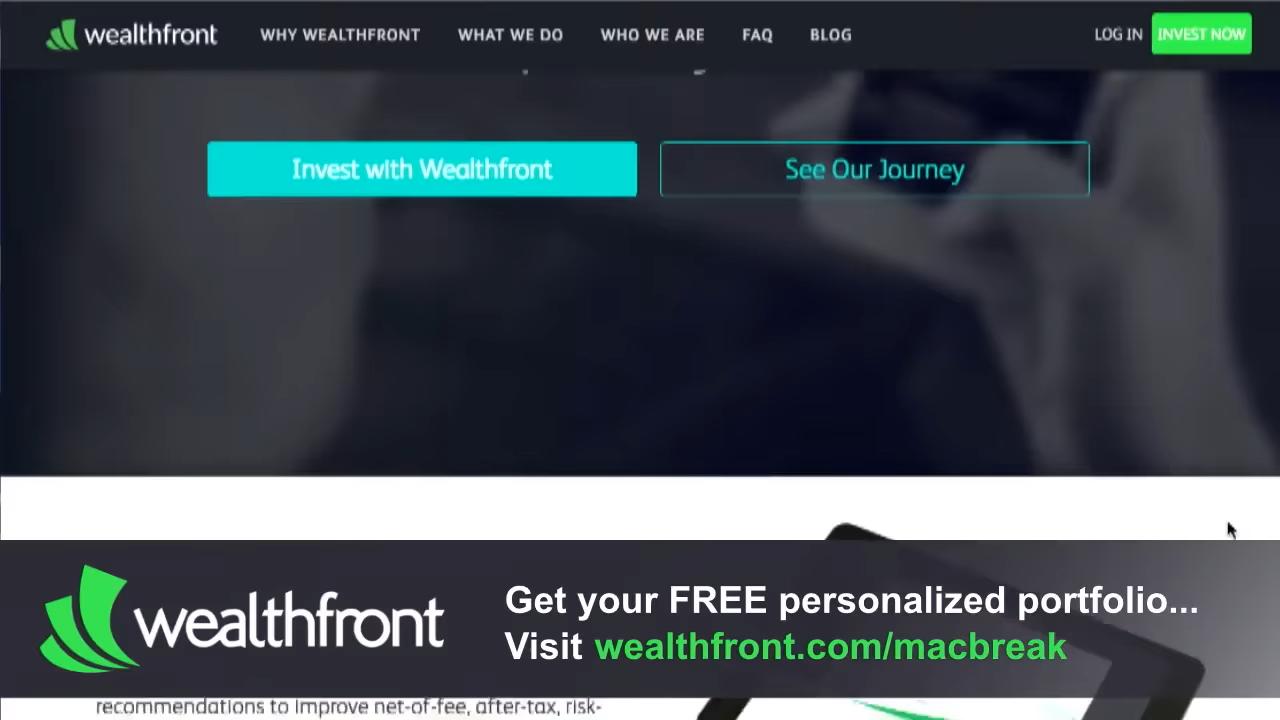 wealthfront WHY WEALTHFRONT WHAT WE DO WHO WE ARE FAQ BLOG LOG IN INVEST NOW
Invest with Wealthfront See Our Journey
wealthfront
Get your FREE personalized portfolio...
Visit wealthfront.com/macbreak
recommendations to improve net-of-fee, after-tax, risk-